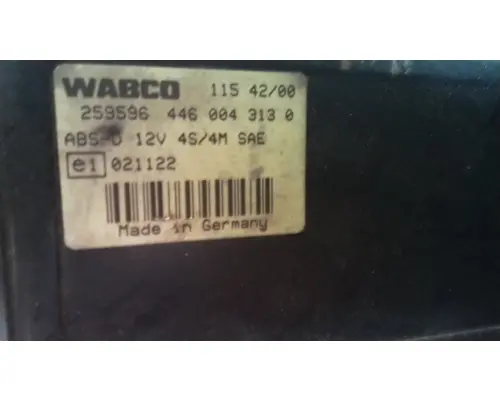 WABCO 115 42/00
259596 446 004 313 0
ABS-D 12V 4S/4M SAE
e1 021122
Made in Germany